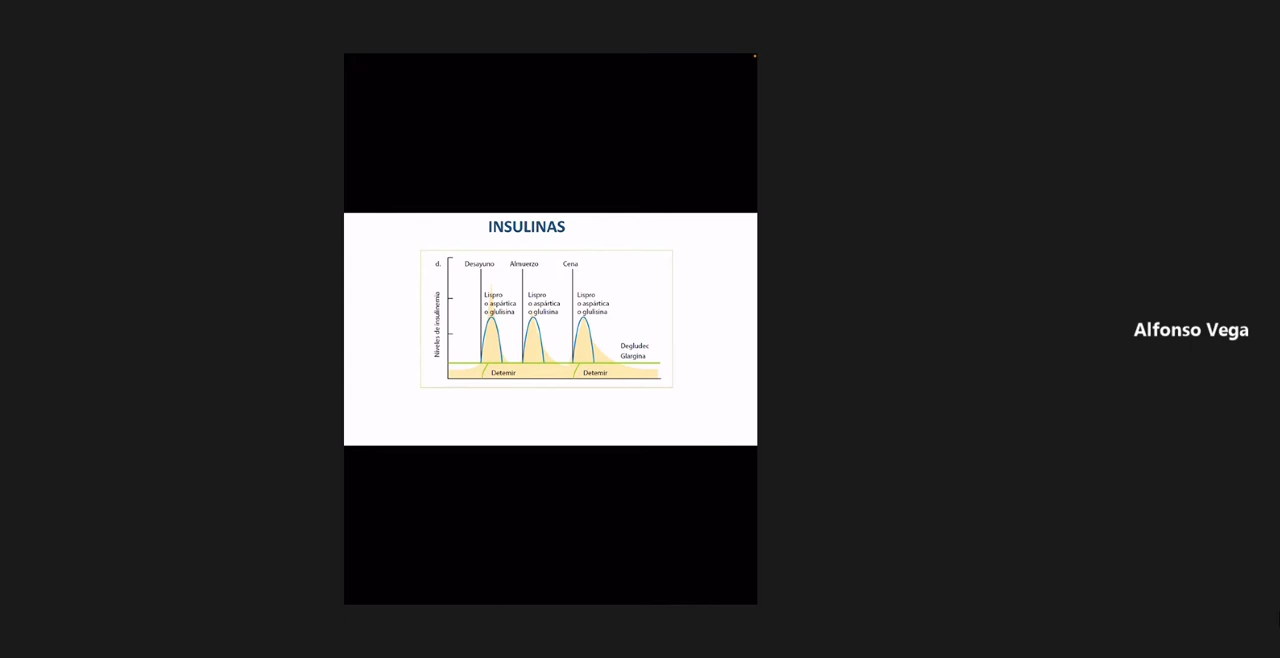 INSULINAS
d.
Desayuno
Almuerzo
Cena
Niveles de insulinemia
Lispro
o aspártica
o glulisina
Lispro
o aspártica
o glulisina
Lispro
o aspártica
o glulisina
Degludec
Glargina
Detemir
Detemir
Alfonso Vega